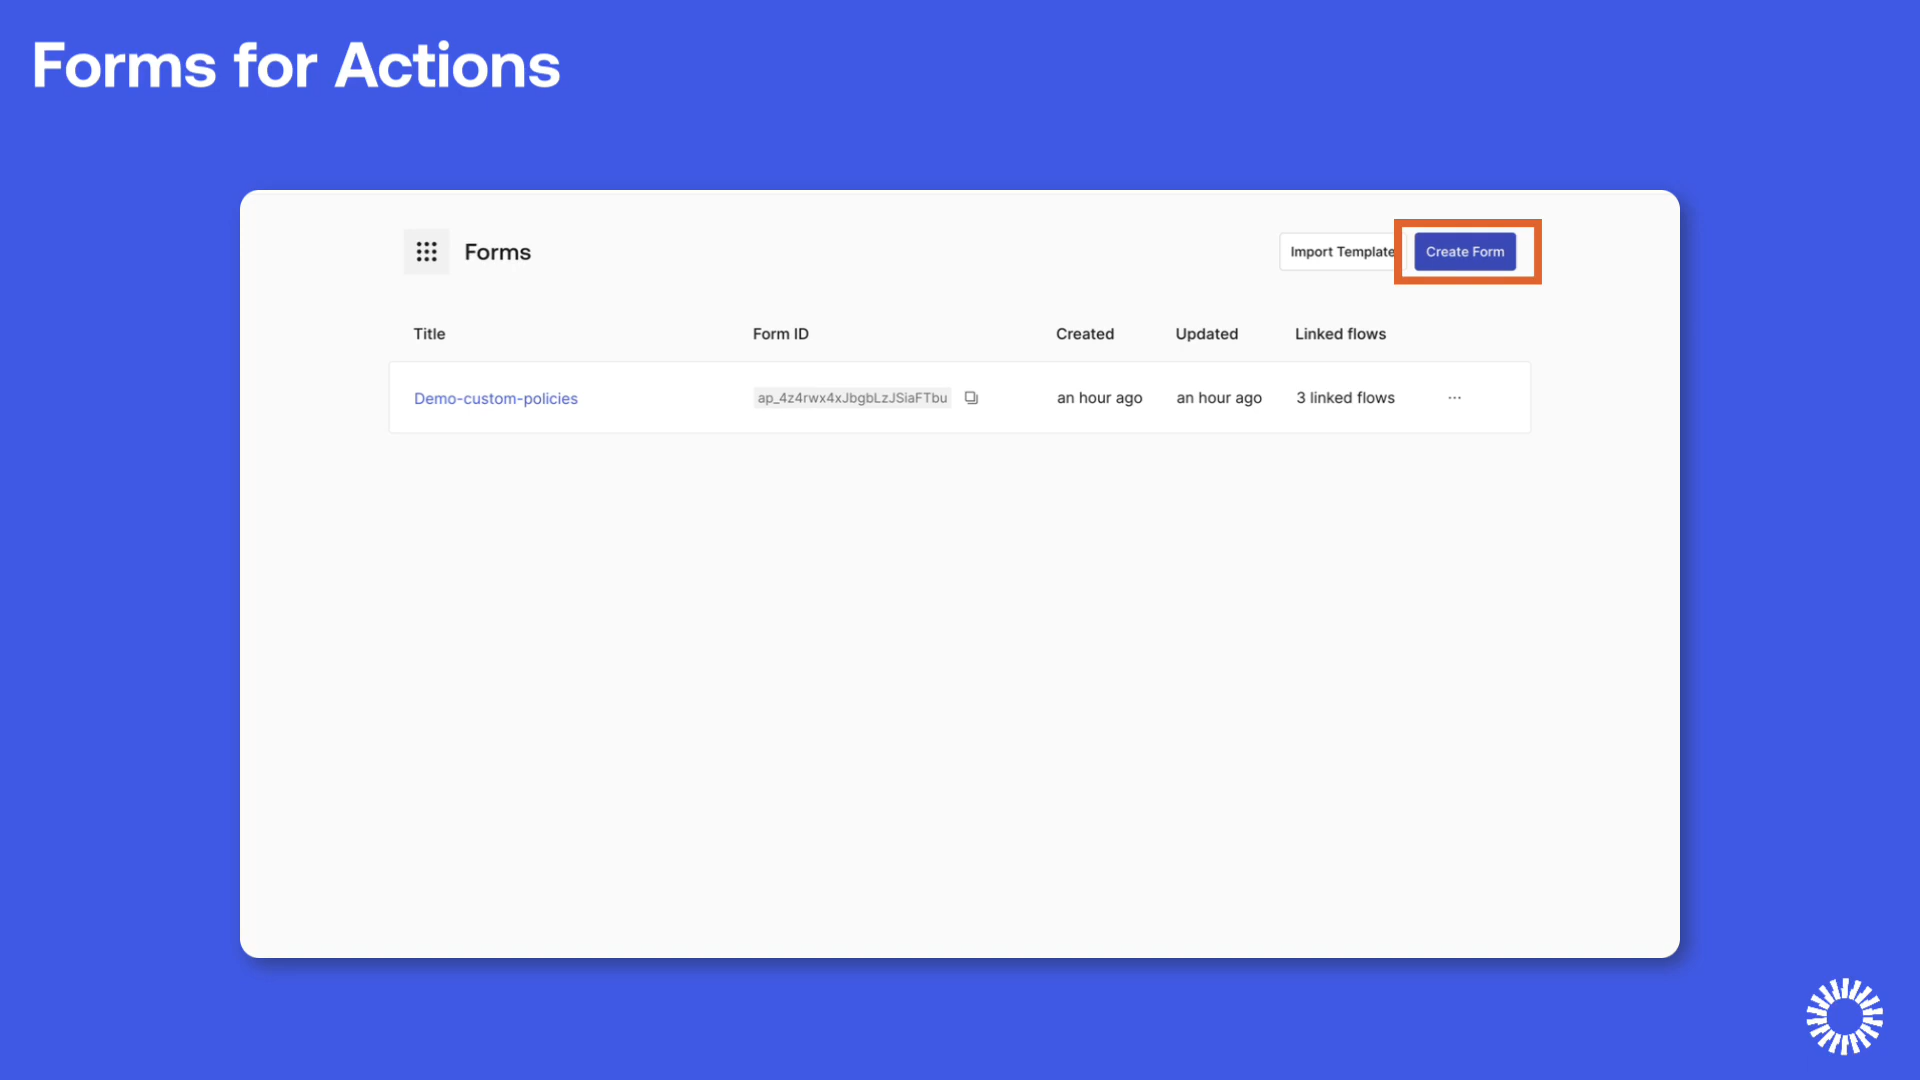 Forms for Actions
Forms
Import Template
Create Form
Title Form ID Created Updated Linked flows
Demo-custom-policies ap_4z4rwx4xJbgbLzJSiaFTbu an hour ago an hour ago 3 linked flows ...